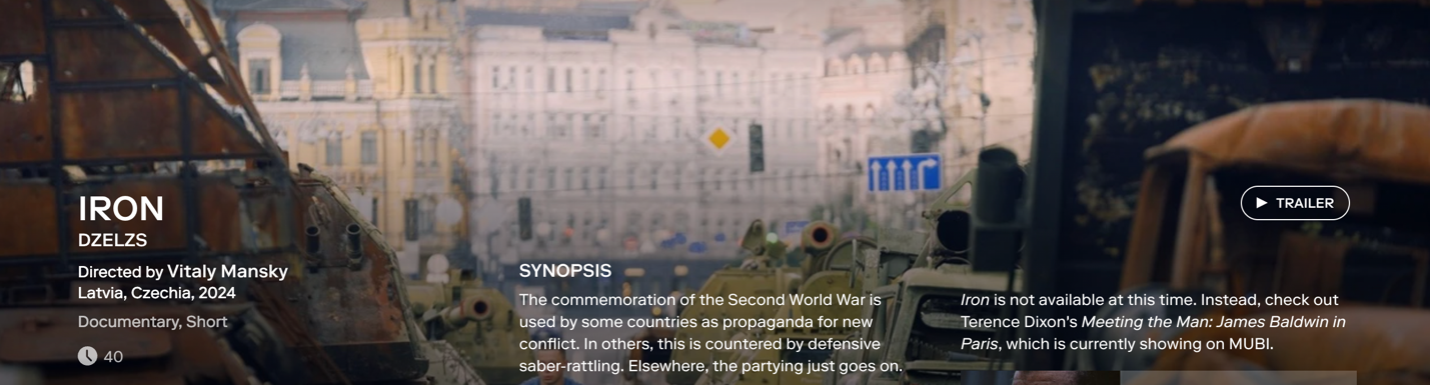 IRON
DZELZS
Directed by Vitaly Mansky
Latvia, Czechia, 2024
Documentary, Short
40
SYNOPSIS
The commemoration of the Second World War is
used by some countries as propaganda for new
conflict. In others, this is countered by defensive
saber-rattling. Elsewhere, the partying just goes on.
TRAILER
Iron is not available at this time. Instead, check out
Terence Dixon's Meeting the Man: James Baldwin in
Paris, which is currently showing on MUBI.